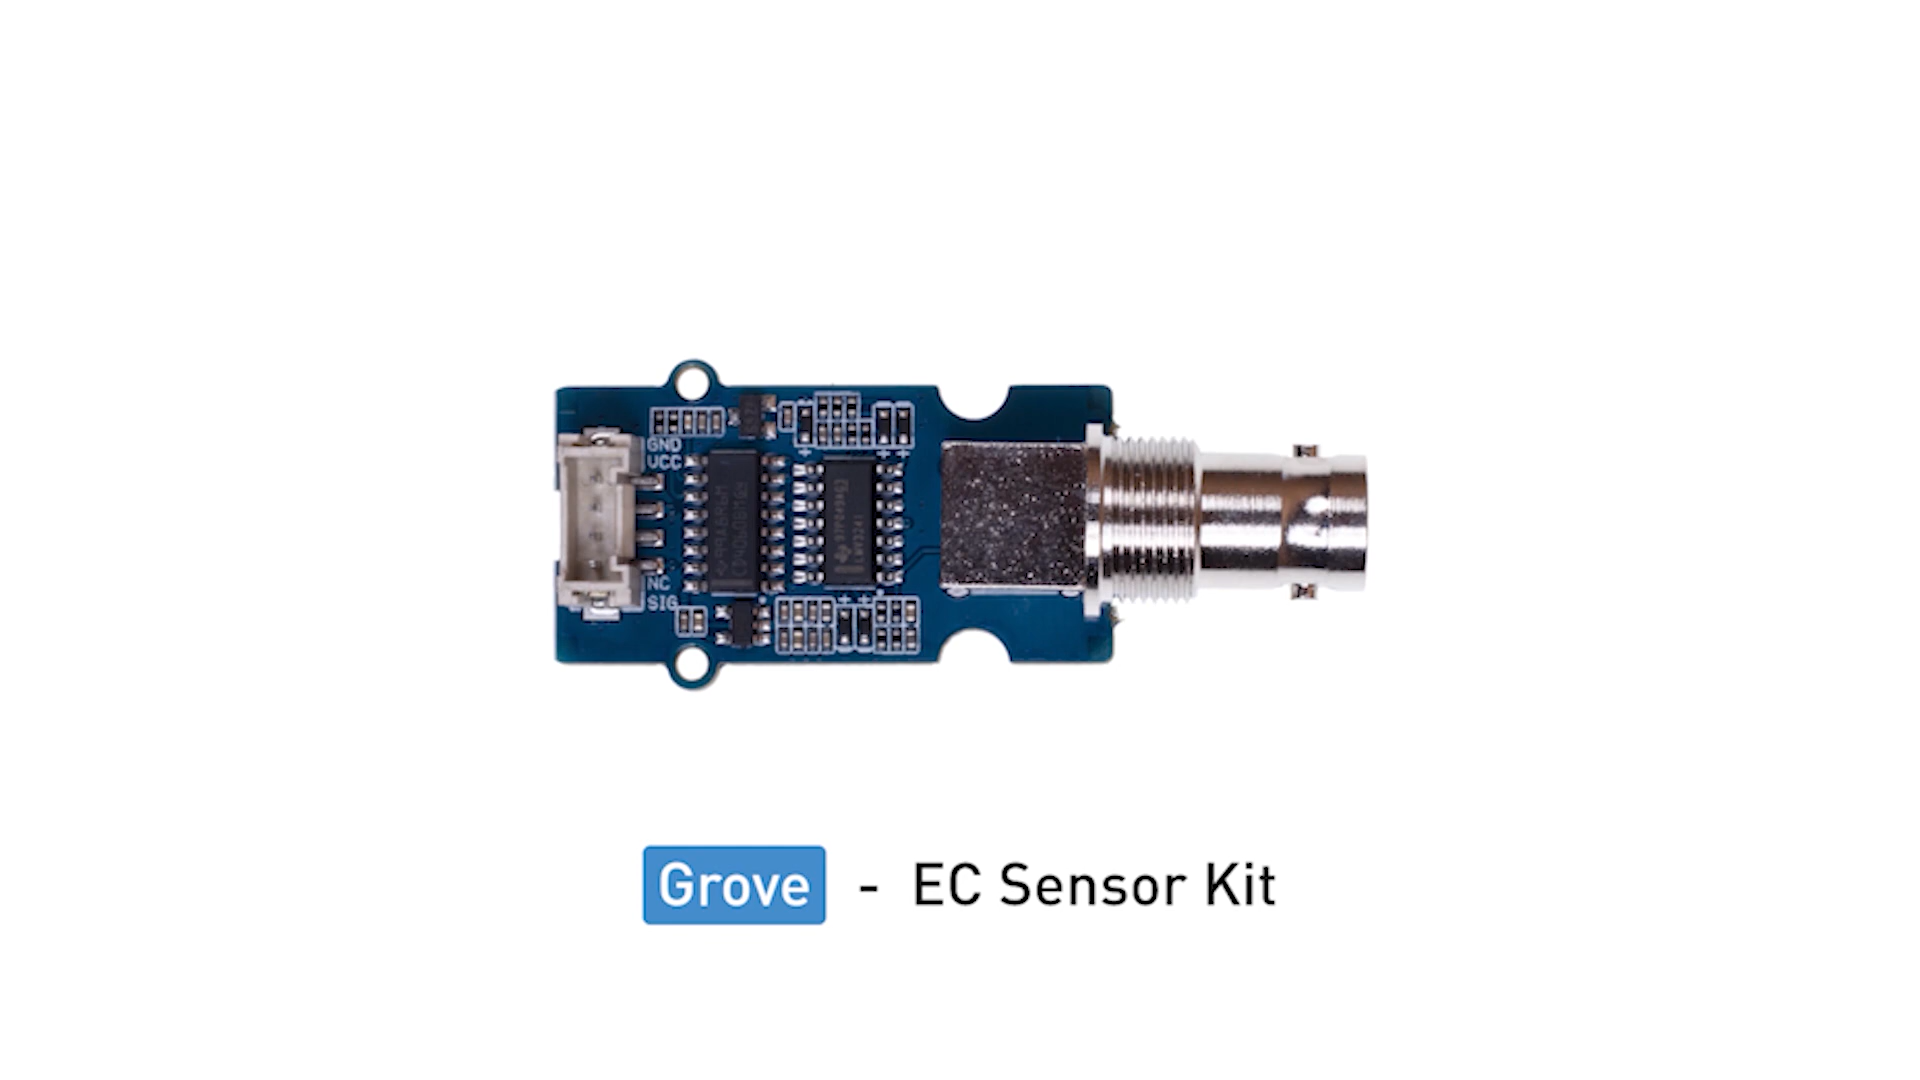 GND
VCC
NC
SIG
Grove - EC Sensor Kit